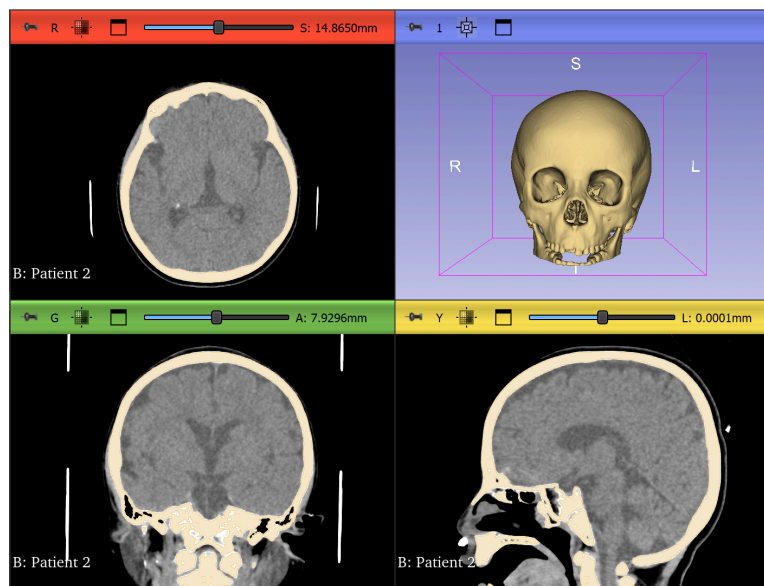 R S: 14.8650mm
1
B: Patient 2
S
R L
I
G A: 7.9296mm
Y L: 0.0001mm
B: Patient 2
B: Patient 2